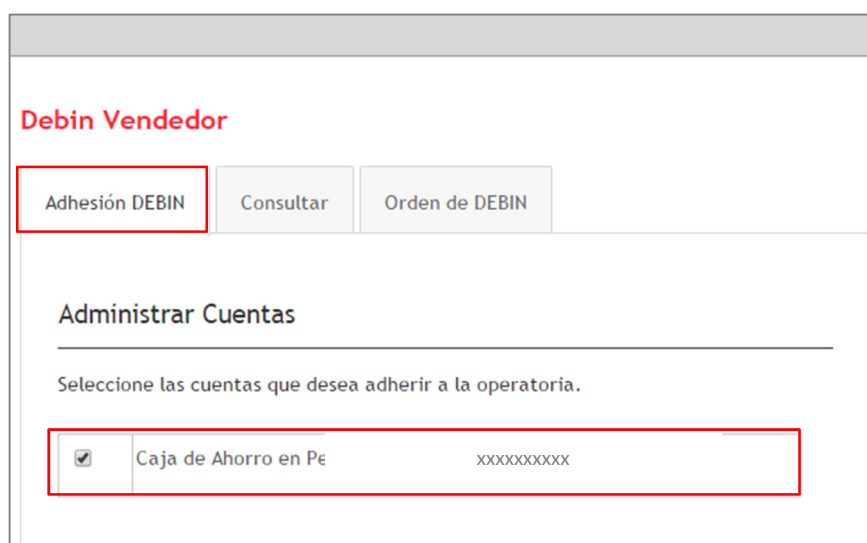 Debin Vendedor
Adhesión DEBIN
Consultar
Orden de DEBIN
Administrar Cuentas
Seleccione las cuentas que desea adherir a la operatoria.
Caja de Ahorro en Pe xxxxxxxxxx